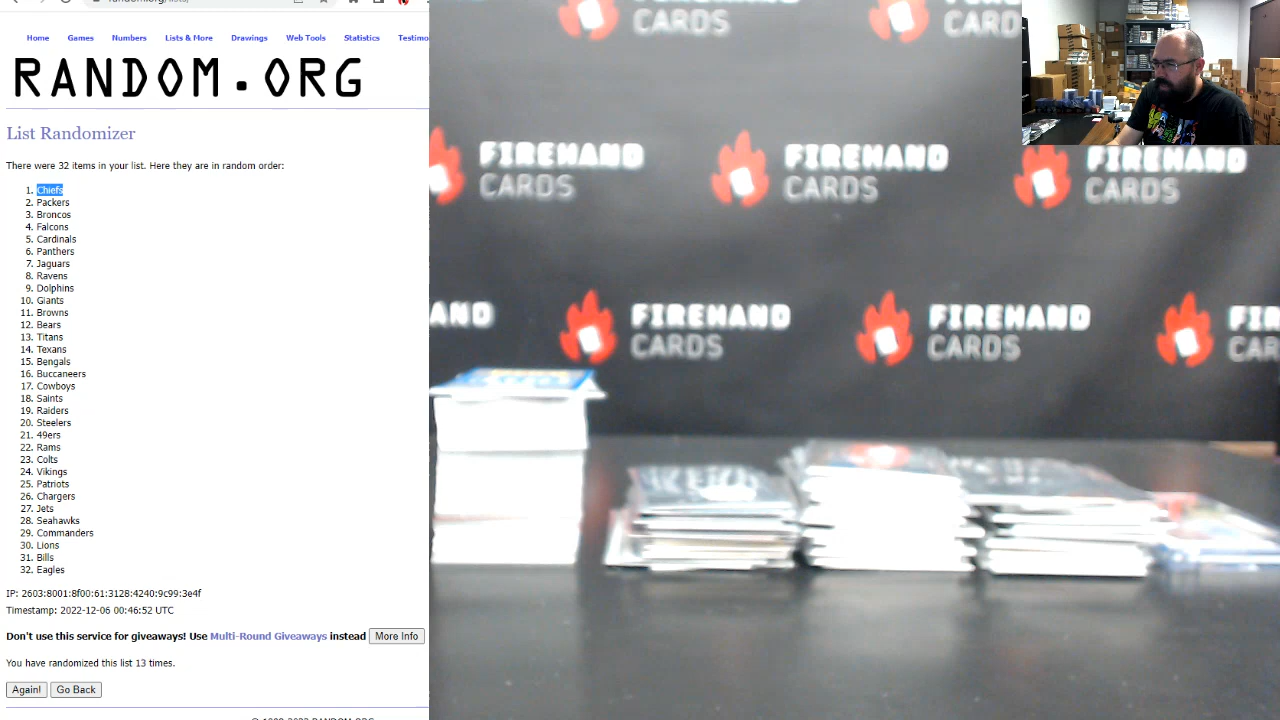 Home Games Numbers Lists & More Drawings Web Tools Statistics Testimo
RANDOM.ORG
List Randomizer
There were 32 items in your list. Here they are in random order:
1. Chiefs
2. Packers
3. Broncos
4. Falcons
5. Cardinals
6. Panthers
7. Jaguars
8. Ravens
9. Dolphins
10. Giants
11. Browns
12. Bears
13. Titans
14. Texans
15. Bengals
16. Buccaneers
17. Cowboys
18. Saints
19. Raiders
20. Steelers
21. 49ers
22. Rams
23. Colts
24. Vikings
25. Patriots
26. Chargers
27. Jets
28. Seahawks
29. Commanders
30. Lions
31. Bills
32. Eagles
IP: 2603:8001:8f00:61:3128:4240:9c99:3e4f
Timestamp: 2022-12-06 00:46:52 UTC
Don't use this service for giveaways! Use Multi-Round Giveaways instead More Info
You have randomized this list 13 times.
Again! Go Back
CARDS
CARDS
FIREHAND
CARDS
FIREHAND
CARDS
FIREHAND
CARDS
AND
FIREHAND
CARDS
FIREHAND
CARDS
FI
CAR